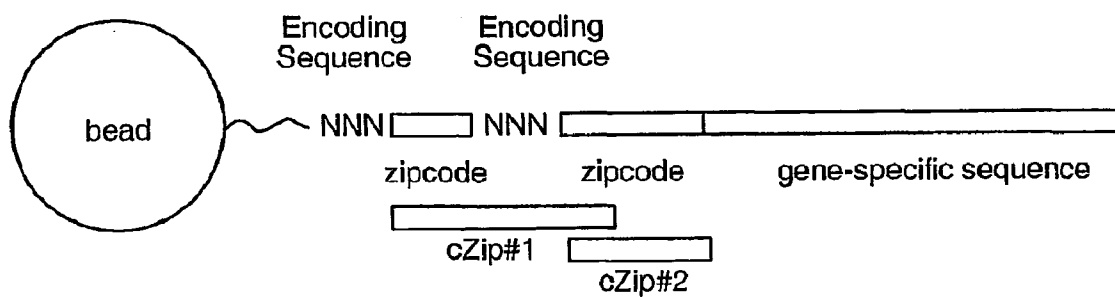 Encoding
Sequence
Encoding
Sequence
bead
NNN
NNN
zipcode
zipcode
gene-specific sequence
cZip#1
cZip#2